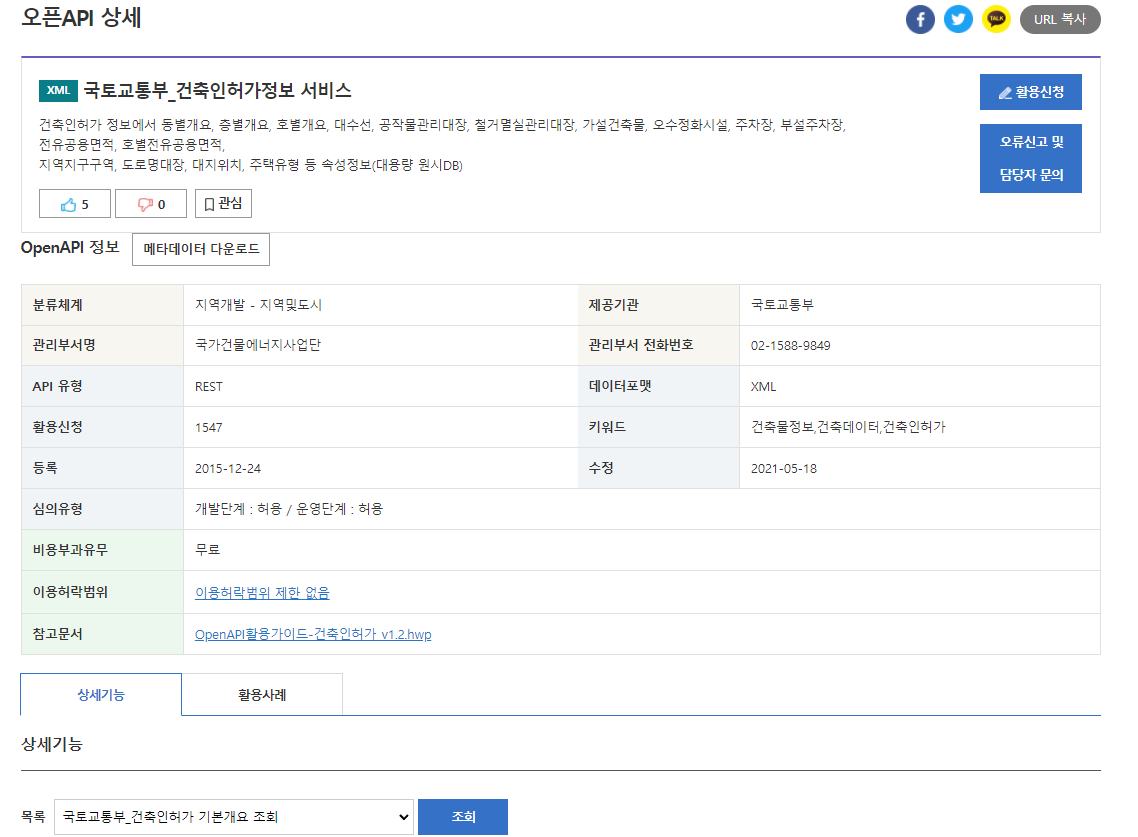 오픈API 상세
TALK
URL 복사
XML 국토교통부_건축인허가정보 서비스
활용신청
건축인허가 정보에서 동별개요, 층별개요, 호별개요, 대수선, 공작물관리대장, 철거멸실관리대장, 가설건축물, 오수정화시설, 주차장, 부설주차장,
전유공용면적, 호별전유공용면적,
지역지구구역, 도로명대장, 대지위치, 주택유형 등 속성정보(대용량 원시DB)
오류신고 및
담당자 문의
5
0
관심
OpenAPI 정보
메타데이터 다운로드
분류체계 지역개발 - 지역및도시 제공기관 국토교통부
관리부서명 국가건물에너지사업단 관리부서 전화번호 02-1588-9849
API 유형 REST 데이터포맷 XML
활용신청 1547 키워드 건축물정보,건축데이터,건축인허가
등록 2015-12-24 수정 2021-05-18
심의유형 개발단계 : 허용 / 운영단계 : 허용
비용부과유무 무료
이용허락범위 이용허락범위 제한 없음
참고문서 OpenAPI활용가이드-건축인허가_v1.2.hwp
상세기능 활용사례
상세기능
목록 국토교통부_건축인허가 기본개요 조회 조회